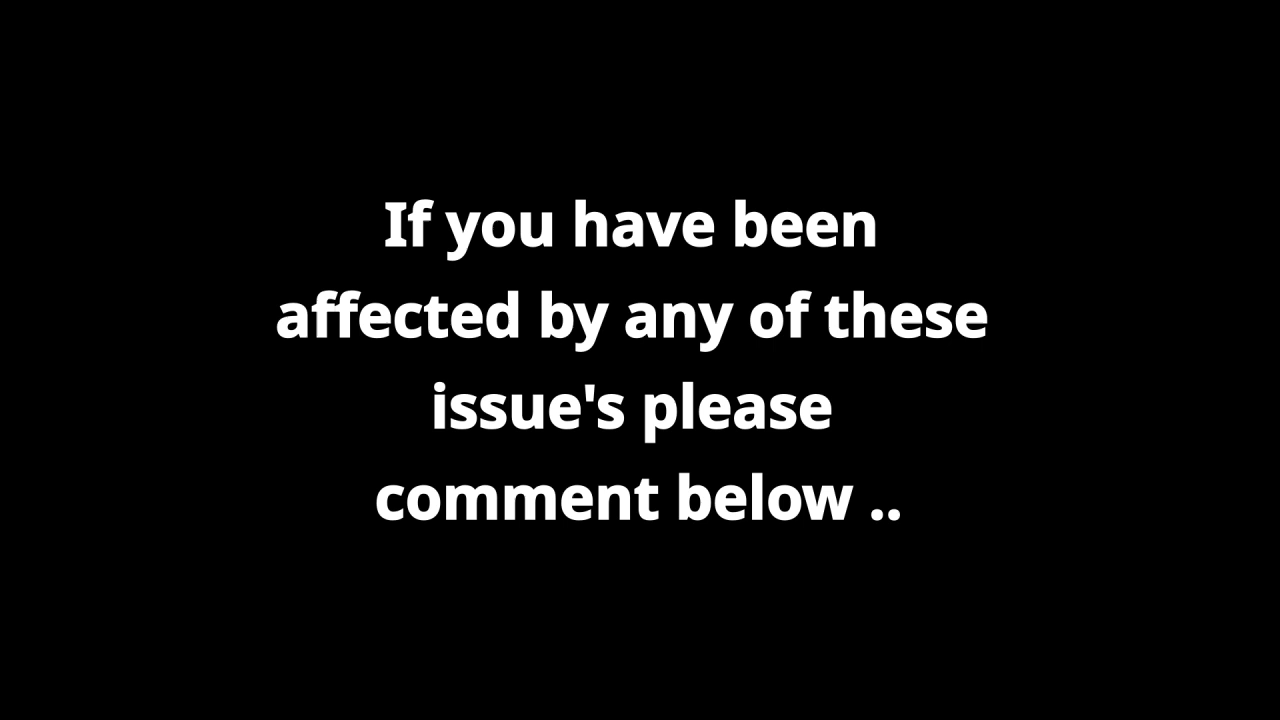 If you have been
affected by any of these
issue's please
comment below ..